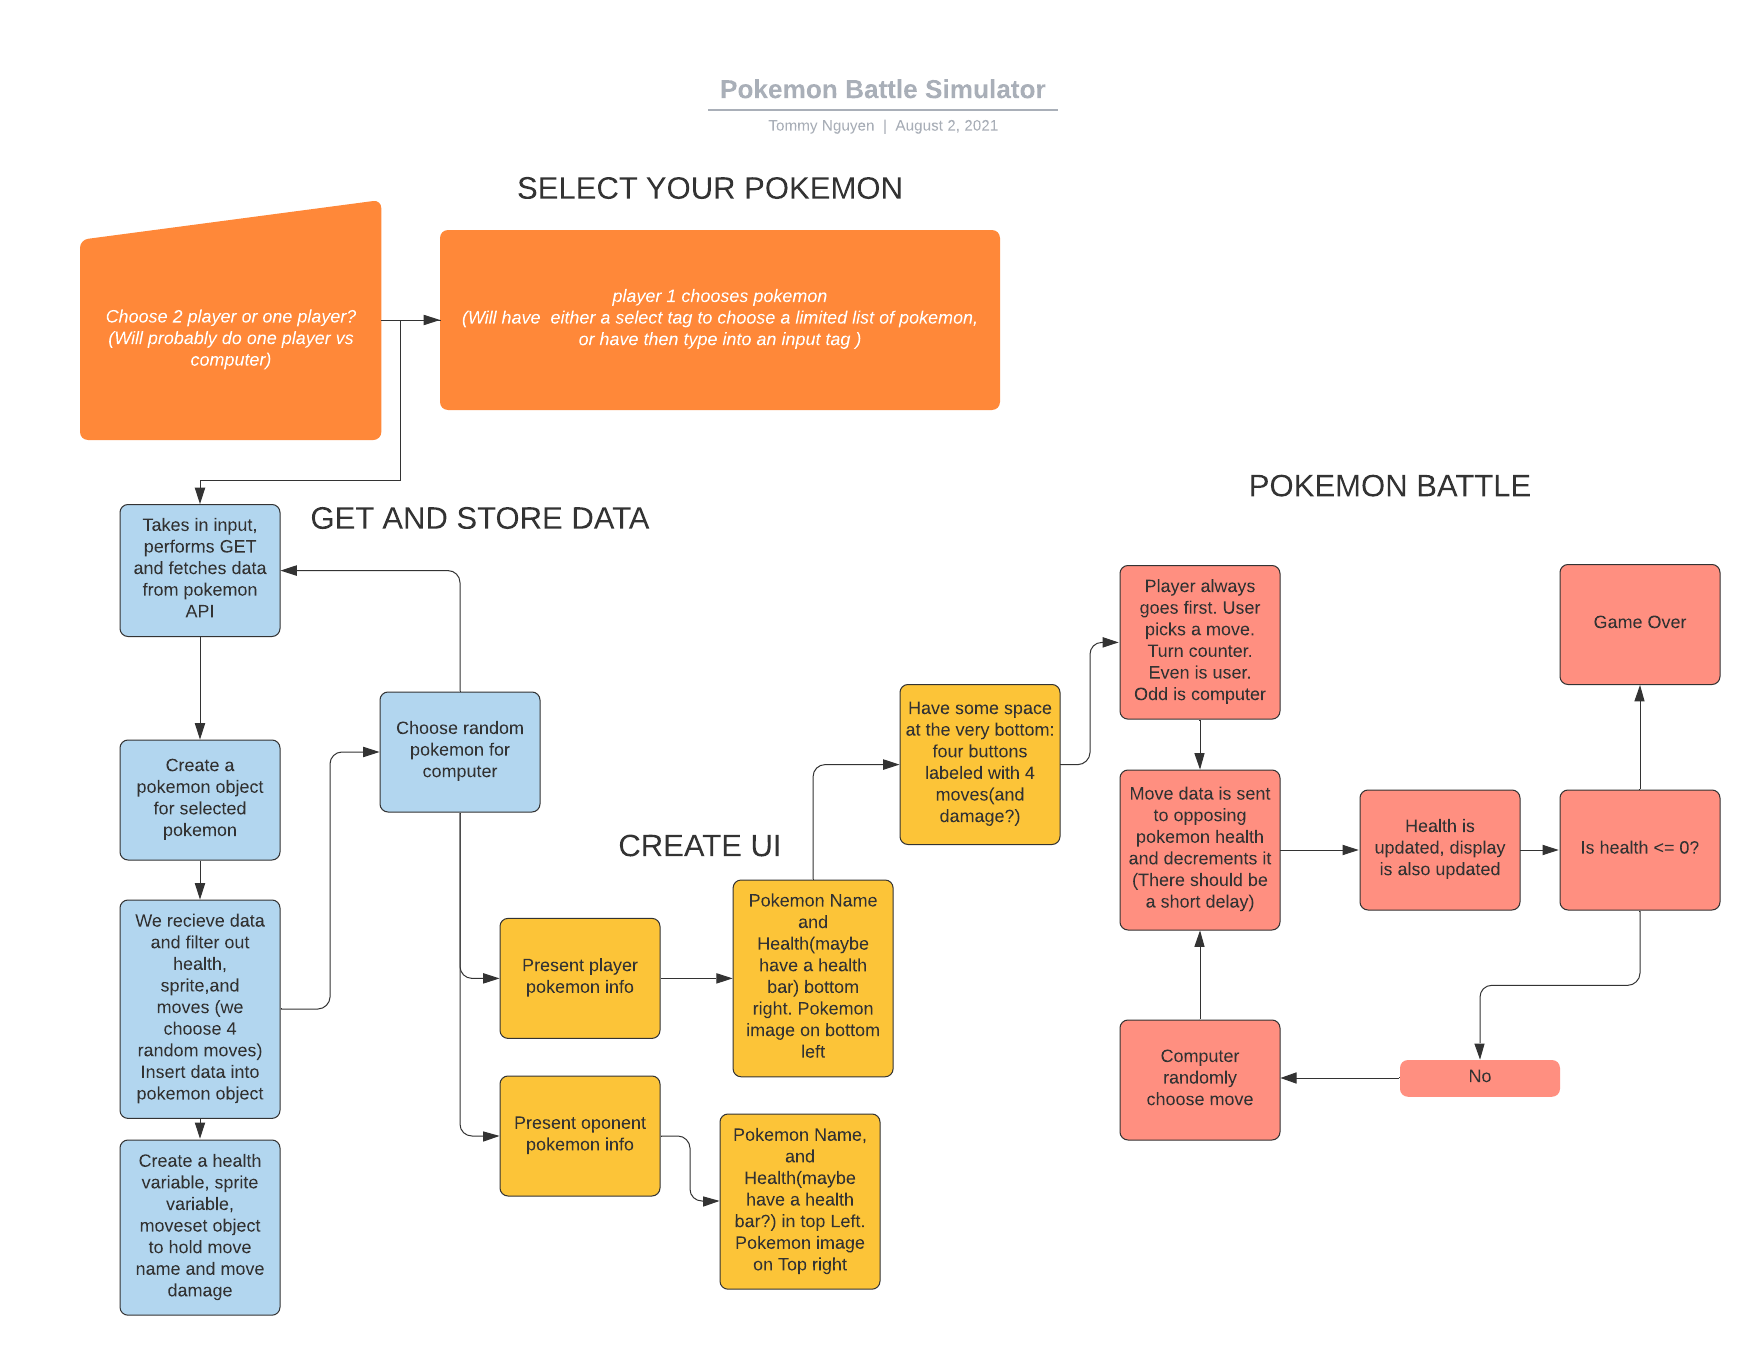 Pokemon Battle Simulator
Tommy Nguyen | August 2, 2021
SELECT YOUR POKEMON
Choose 2 player or one player?
(Will probably do one player vs
computer)
player 1 chooses pokemon
(Will have either a select tag to choose a limited list of pokemon,
or have then type into an input tag )
GET AND STORE DATA
Takes in input,
performs GET
and fetches data
from pokemon
API
Create a
pokemon object
for selected
pokemon
We recieve data
and filter out
health,
sprite,and
moves (we
choose 4
random moves)
Insert data into
pokemon object
Create a health
variable, sprite
variable,
moveset object
to hold move
name and move
damage
Choose random
pokemon for
computer
CREATE UI
Present player
pokemon info
Pokemon Name
and
Health(maybe
have a health
bar) bottom
right. Pokemon
image on bottom
left
Present oponent
pokemon info
Pokemon Name,
and
Health(maybe
have a health
bar?) in top Left.
Pokemon image
on Top right
Have some space
at the very bottom:
four buttons
labeled with 4
moves(and
damage?)
POKEMON BATTLE
Player always
goes first. User
picks a move.
Turn counter.
Even is user.
Odd is computer
Move data is sent
to opposing
pokemon health
and decrements it
(There should be
a short delay)
Health is
updated, display
is also updated
Is health <= 0?
Game Over
No
Computer
randomly
choose move